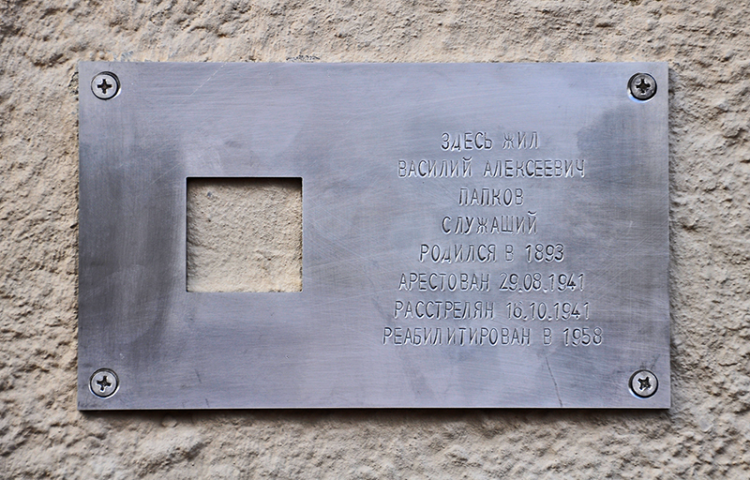 ЗДЕСЬ ЖИЛ
ВАСИЛИЙ АЛЕКСЕЕВИЧ
ПАПКОВ
СЛУЖАЩИЙ
РОДИЛСЯ В 1893
АРЕСТОВАН 29.08.1941
РАССТРЕЛЯН 16.10.1941
РЕАБИЛИТИРОВАН В 1958